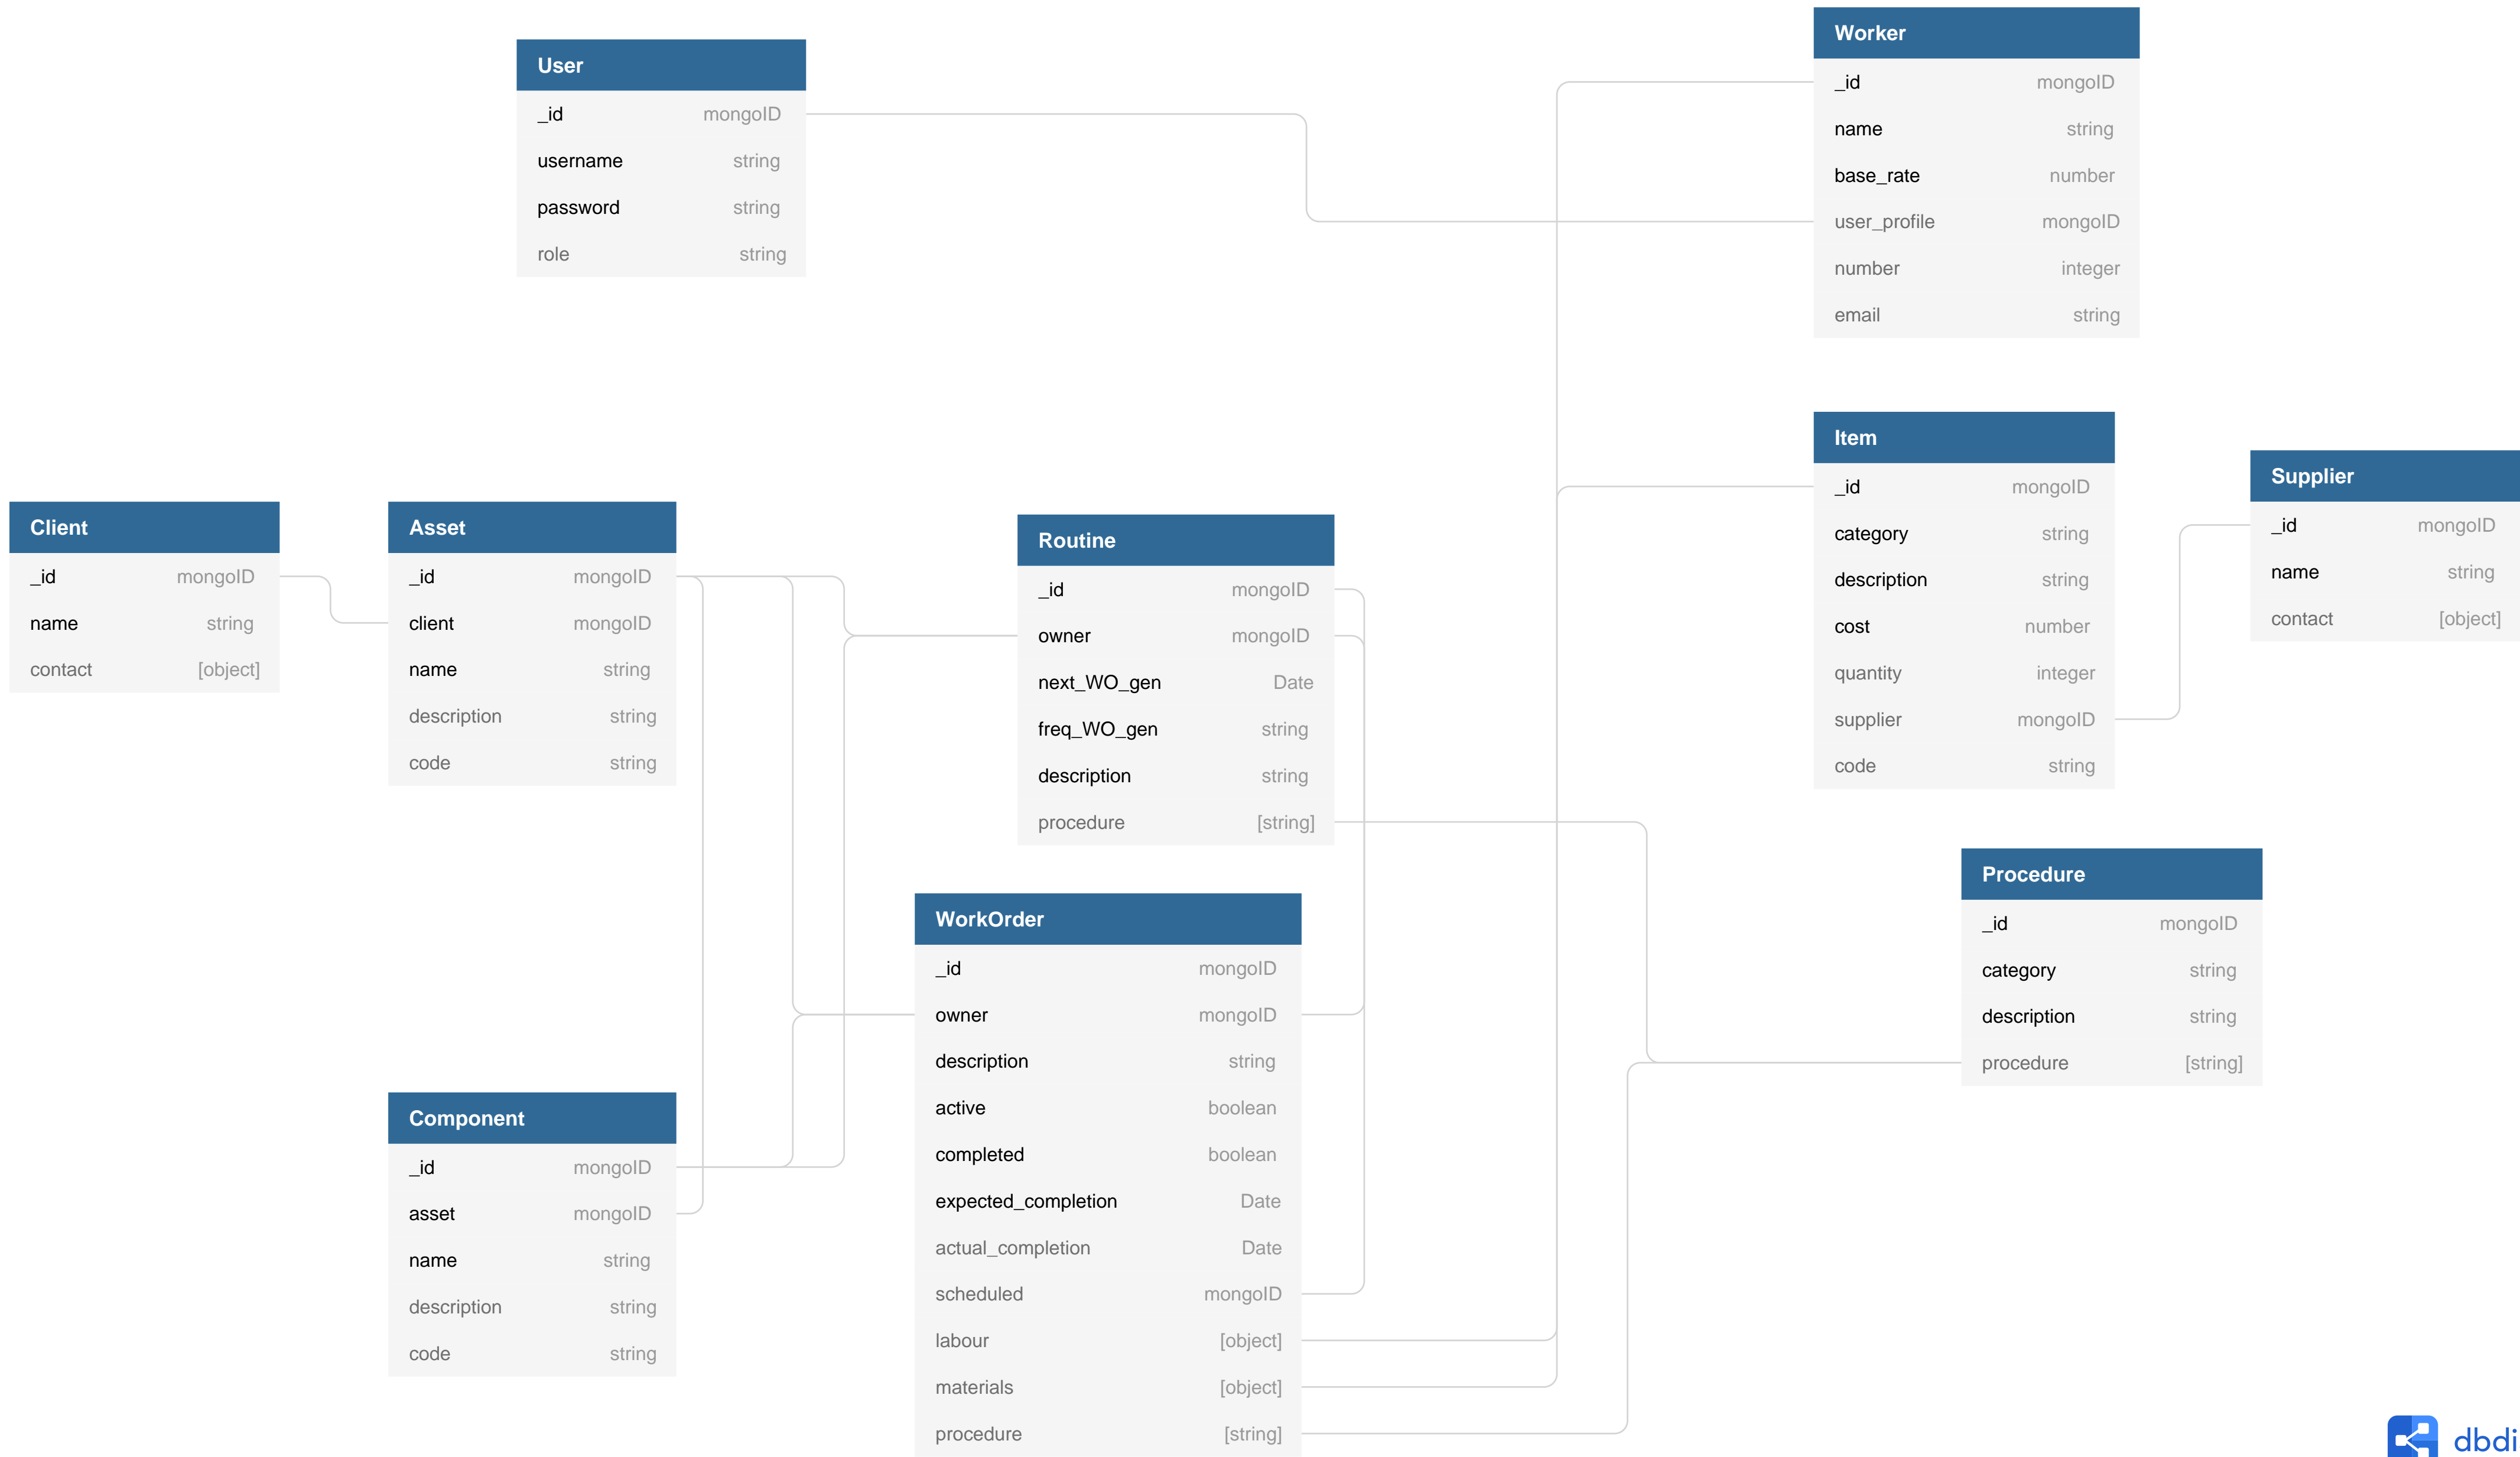 User
_id mongoID
username string
password string
role string
Worker
_id mongoID
name string
base_rate number
user_profile mongoID
number integer
email string
Client
_id mongoID
name string
contact [object]
Asset
_id mongoID
client mongoID
name string
description string
code string
Routine
_id mongoID
owner mongoID
next_WO_gen Date
freq_WO_gen string
description string
procedure [string]
Item
_id mongoID
category string
description string
cost number
quantity integer
supplier mongoID
code string
Supplier
_id mongoID
name string
contact [object]
Component
_id mongoID
asset mongoID
name string
description string
code string
WorkOrder
_id mongoID
owner mongoID
description string
active boolean
completed boolean
expected_completion Date
actual_completion Date
scheduled mongoID
labour [object]
materials [object]
procedure [string]
Procedure
_id mongoID
category string
description string
procedure [string]
dbdi